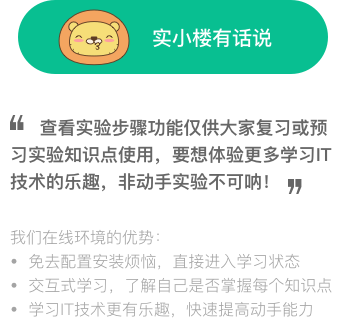 实小楼有话说
❝ 查看实验步骤功能仅供大家复习或预
习实验知识点使用，要想体验更多学习IT
技术的乐趣，非动手实验不可呐！ ❞
我们在线环境的优势：
• 免去配置安装烦恼，直接进入学习状态
• 交互式学习，了解自己是否掌握每个知识点
• 学习IT技术更有乐趣，快速提高动手能力